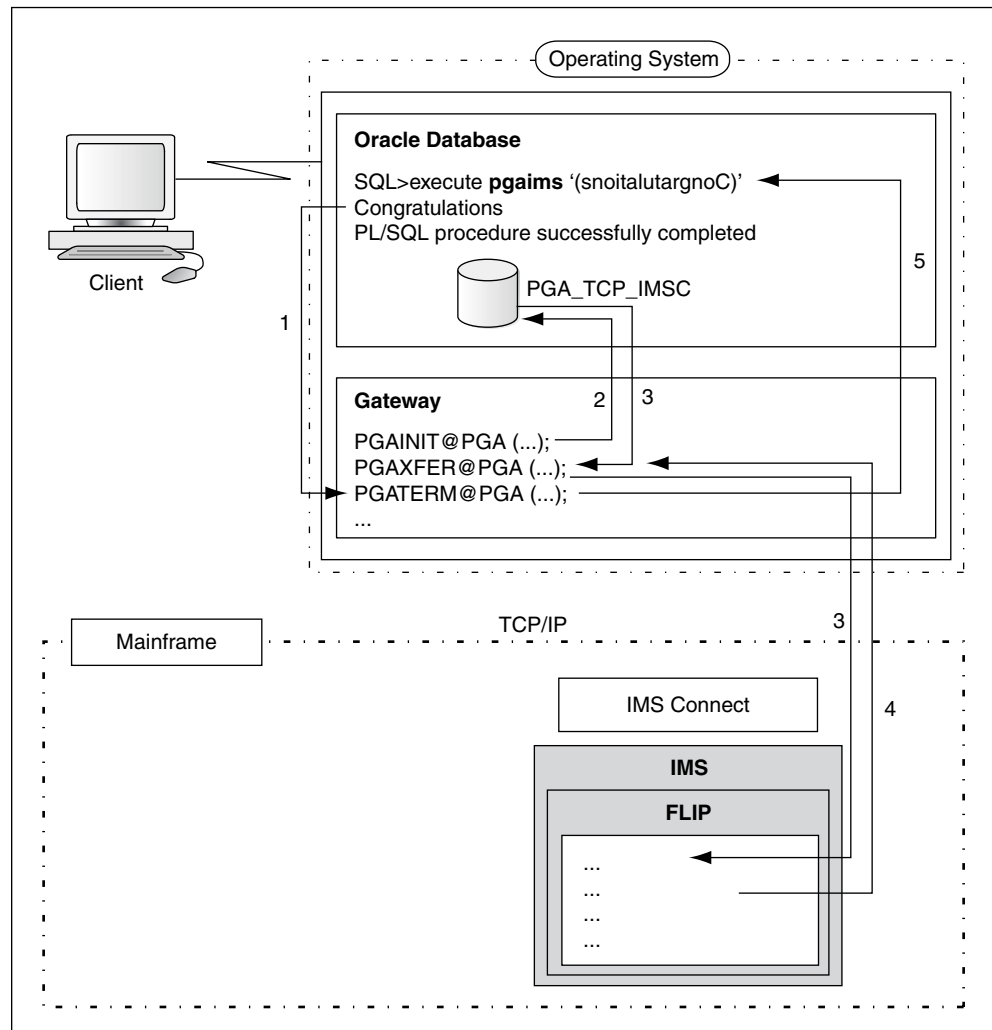 Operating System
Oracle Database
SQL>execute pgaims ‘(snoitalutargnoC)’
Congratulations
PL/SQL procedure successfully completed
5
Client
PGA_TCP_IMSC
1
2
3
Gateway
PGAINIT@PGA (...);
PGAXFER@PGA (...);
PGATERM@PGA (...);
...
TCP/IP
3
Mainframe
IMS Connect
4
IMS
FLIP
...
...
...
...